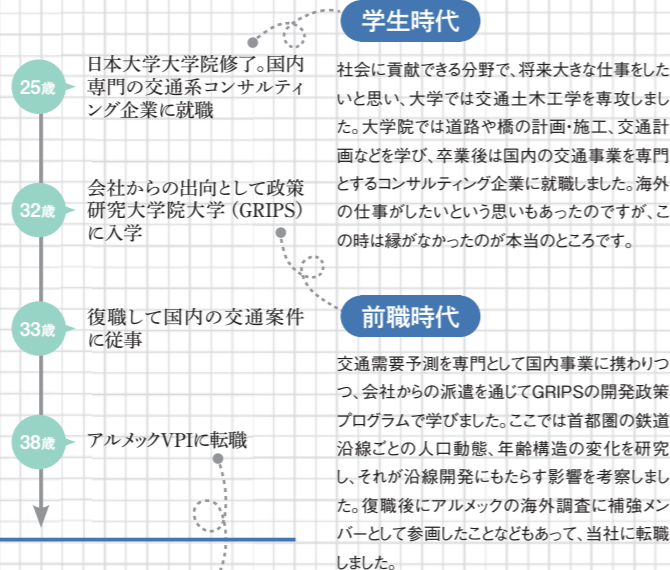 25歳
日本大学大学院修了。国内
専門の交通系コンサルティ
ング企業に就職
32歳
会社からの出向として政策
研究大学院大学（GRIPS）
に入学
33歳
復職して国内の交通案件
に従事
38歳
アルメックVPIに転職
学生時代
社会に貢献できる分野で、将来大きな仕事をした
いと思い、大学では交通土木工学を専攻しまし
た。大学院では道路や橋の計画・施工、交通計
画などを学び、卒業後は国内の交通事業を専門
とするコンサルティング企業に就職しました。海外
の仕事がしたいという思いもあったのですが、こ
の時は縁がなかったのが本当のところです。
前職時代
交通需要予測を専門として国内事業に携わりつ
つ、会社からの派遣を通じてGRIPSの開発政策
プログラムで学びました。ここでは首都圏の鉄道
沿線ごとの人口動態、年齢構造の変化を研究
し、それが沿線開発にもたらす影響を考察しまし
た。復職後にアルメックの海外調査に補強メン
バーとして参画したことなどもあって、当社に転職
しました。